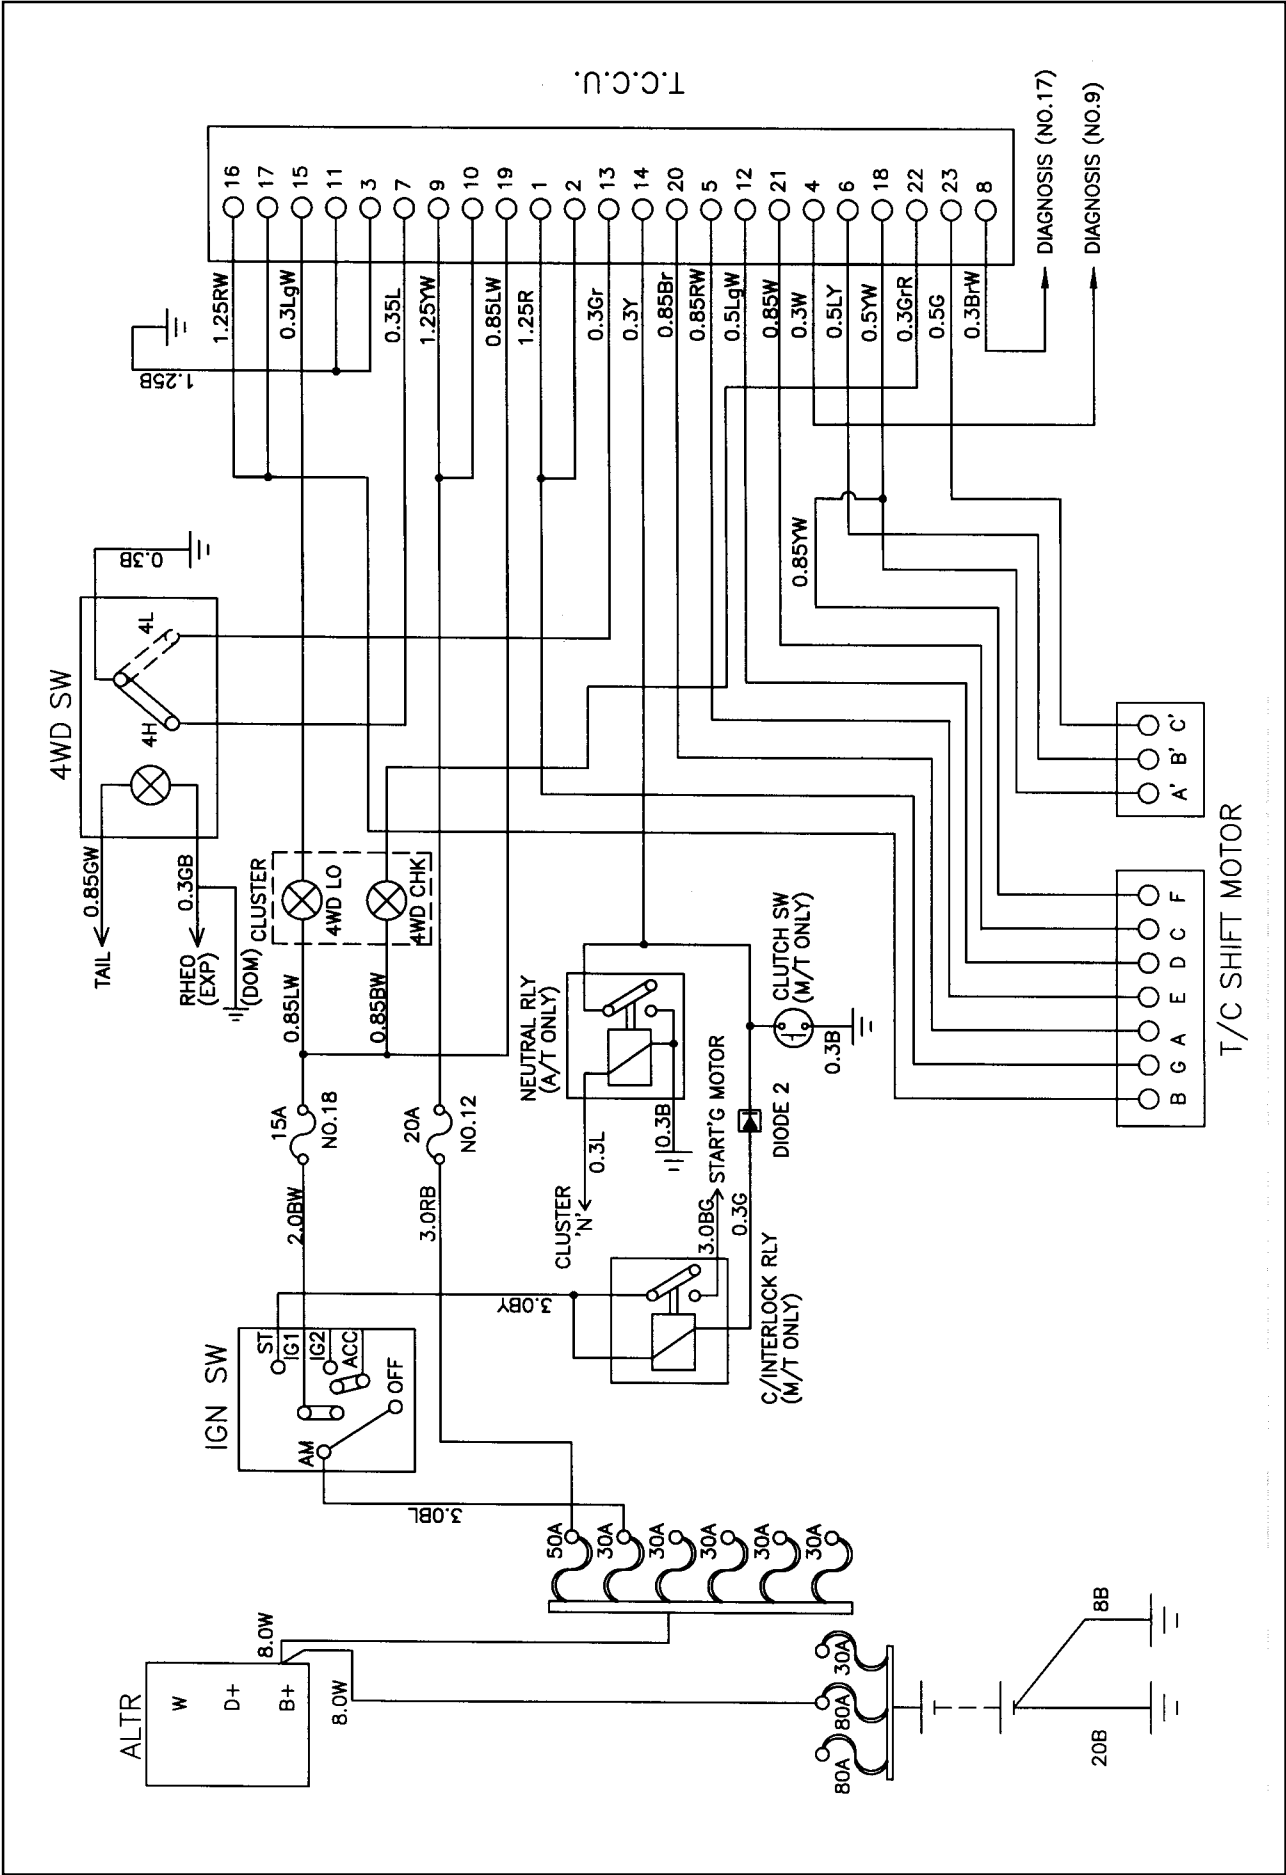 T.C.C.U.
16
17
15
11
3
7
9
10
19
1
2
13
14
20
5
12
21
4
6
18
22
23
8
1.25RW
0.3LgW
0.35L
1.25YW
0.85LW
1.25R
0.3Gr
0.3Y
0.85Br
0.85RW
0.5LgW
0.85W
0.3W
0.5LY
0.5YW
0.3GrR
0.5G
0.3BrW
DIAGNOSIS (NO.17)
DIAGNOSIS (NO.9)
1.25B
0.85YW
4WD SW
0.3B
4L
4H
0.85GW
0.3GB
TAIL
RHEO
(EXP)
(DOM)
CLUSTER
4WD LO
4WD CHK
0.85LW
0.85BW
15A
NO.18
20A
NO.12
2.0BW
3.0RB
NEUTRAL RLY
(A/T ONLY)
0.3L
0.3B
CLUSTER
'N'
CLUTCH SW
(M/T ONLY)
0.3B
DIODE 2
START'G MOTOR
3.0BG
0.3G
C/INTERLOCK RLY
(M/T ONLY)
3.0BY
IGN SW
ST
IG1
IG2
ACC
OFF
AM
3.0BL
50A
30A
30A
30A
30A
30A
ALTR
W
D+
B+
8.0W
8.0W
80A
80A
30A
20B
8B
A'
B'
C'
B
G
A
E
D
C
F
T/C SHIFT MOTOR